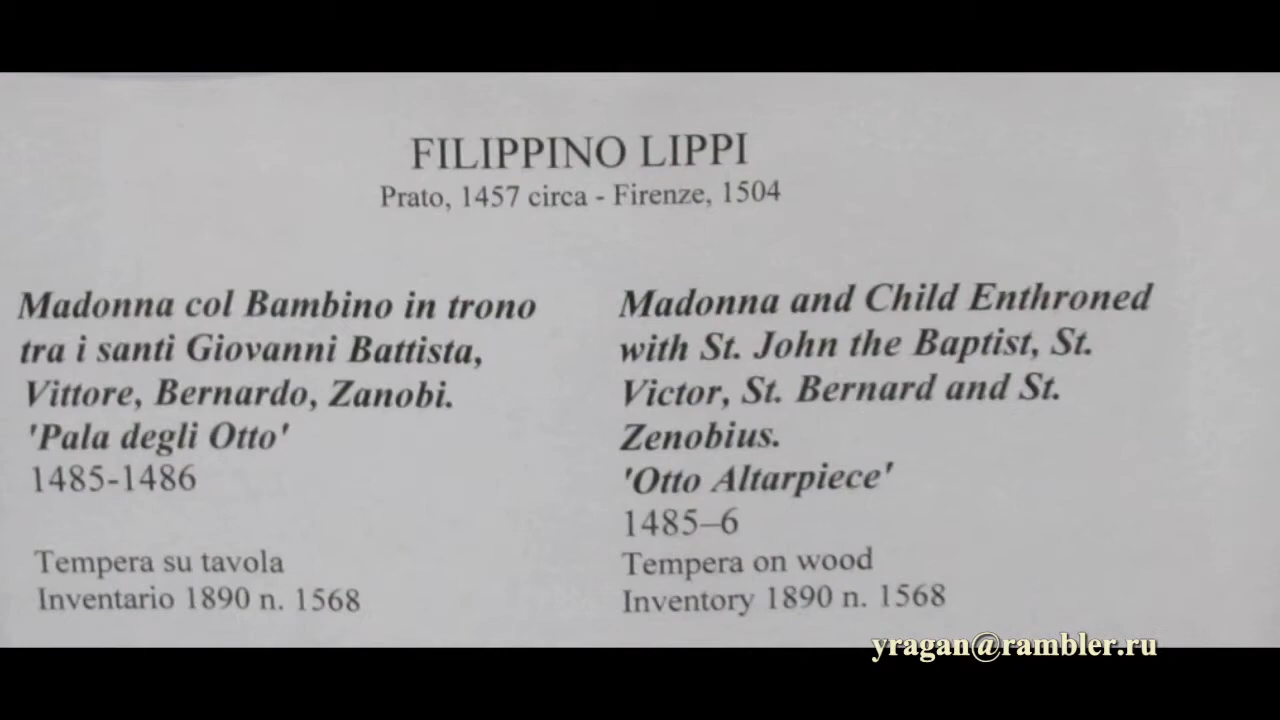 FILIPPINO LIPPI
Prato, 1457 circa - Firenze, 1504
Madonna col Bambino in trono
tra i santi Giovanni Battista,
Vittore, Bernardo, Zanobi.
'Pala degli Otto'
1485-1486
Tempera su tavola
Inventario 1890 n. 1568
Madonna and Child Enthroned
with St. John the Baptist, St.
Victor, St. Bernard and St.
Zenobius.
'Otto Altarpiece'
1485–6
Tempera on wood
Inventory 1890 n. 1568
yragan@rambler.ru